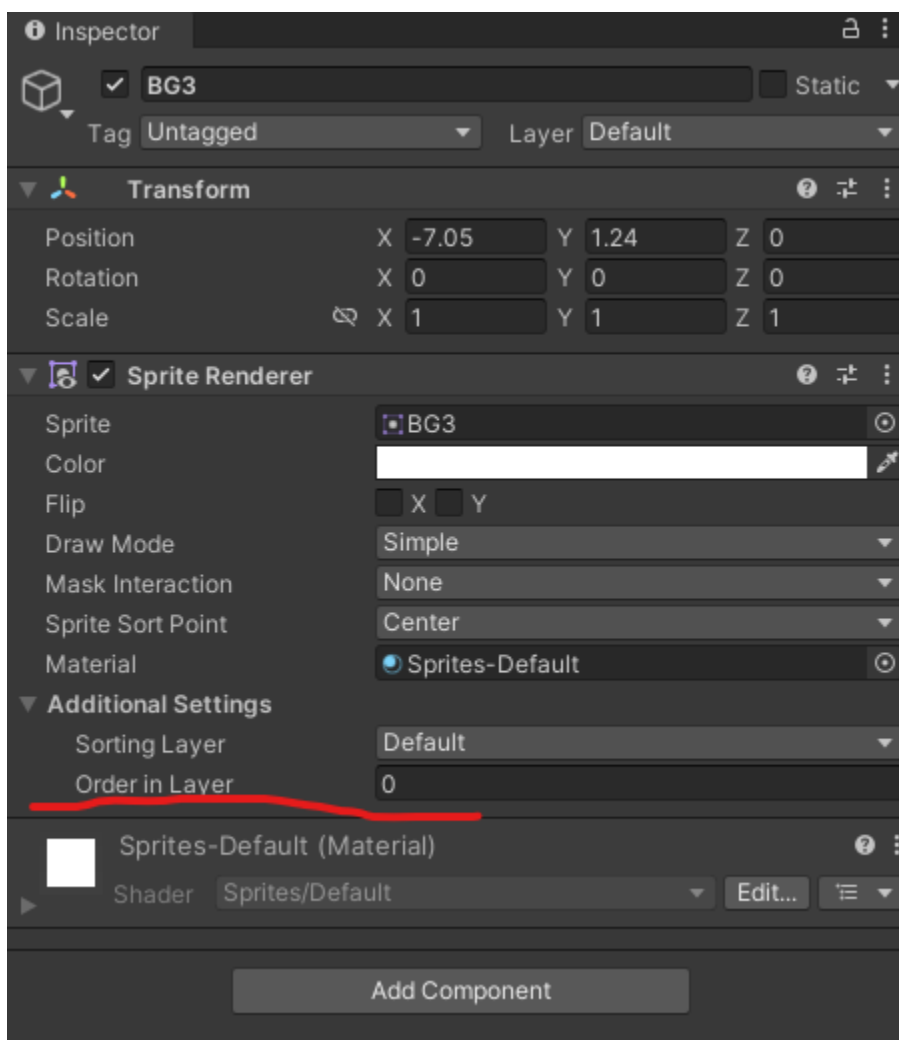 Inspector
BG3 Static
Tag Untagged Layer Default
Transform
Position X -7.05 Y 1.24 Z 0
Rotation X 0 Y 0 Z 0
Scale X 1 Y 1 Z 1
Sprite Renderer
Sprite BG3
Color
Flip X Y
Draw Mode Simple
Mask Interaction None
Sprite Sort Point Center
Material Sprites-Default
Additional Settings
Sorting Layer Default
Order in Layer 0
Sprites-Default (Material)
Shader Sprites/Default Edit...
Add Component